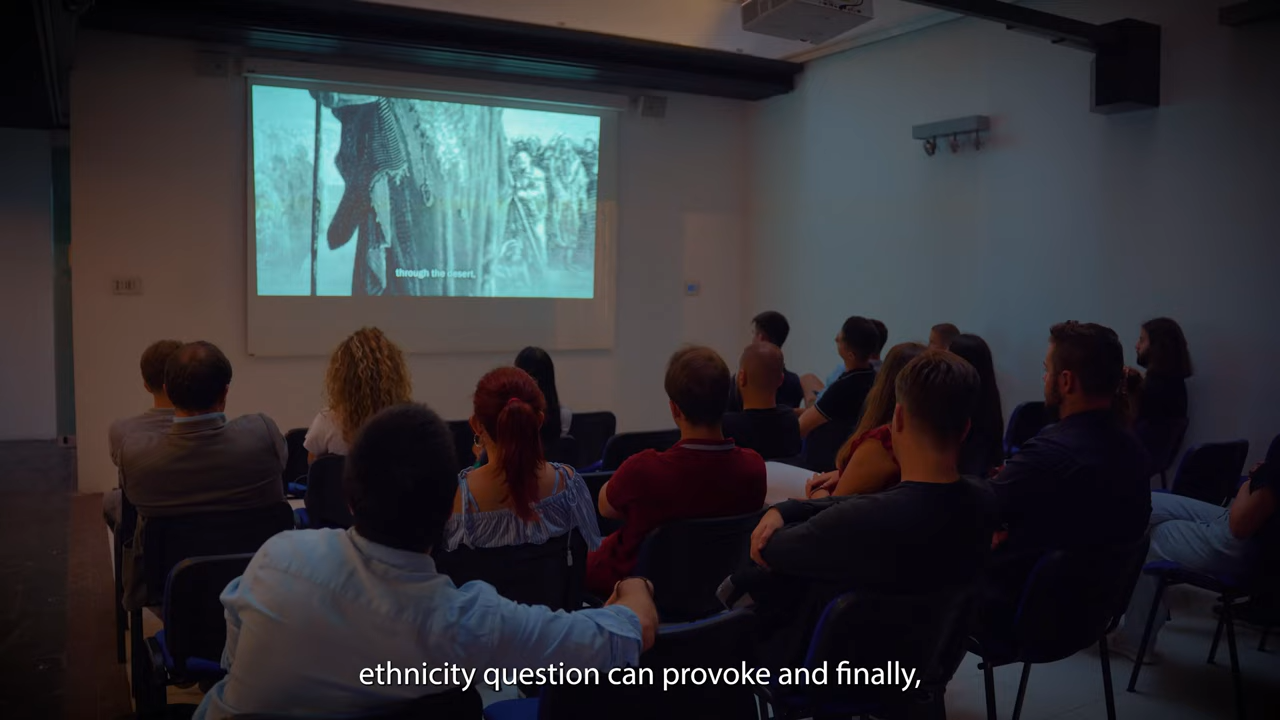 through the desert,
ethnicity question can provoke and finally,